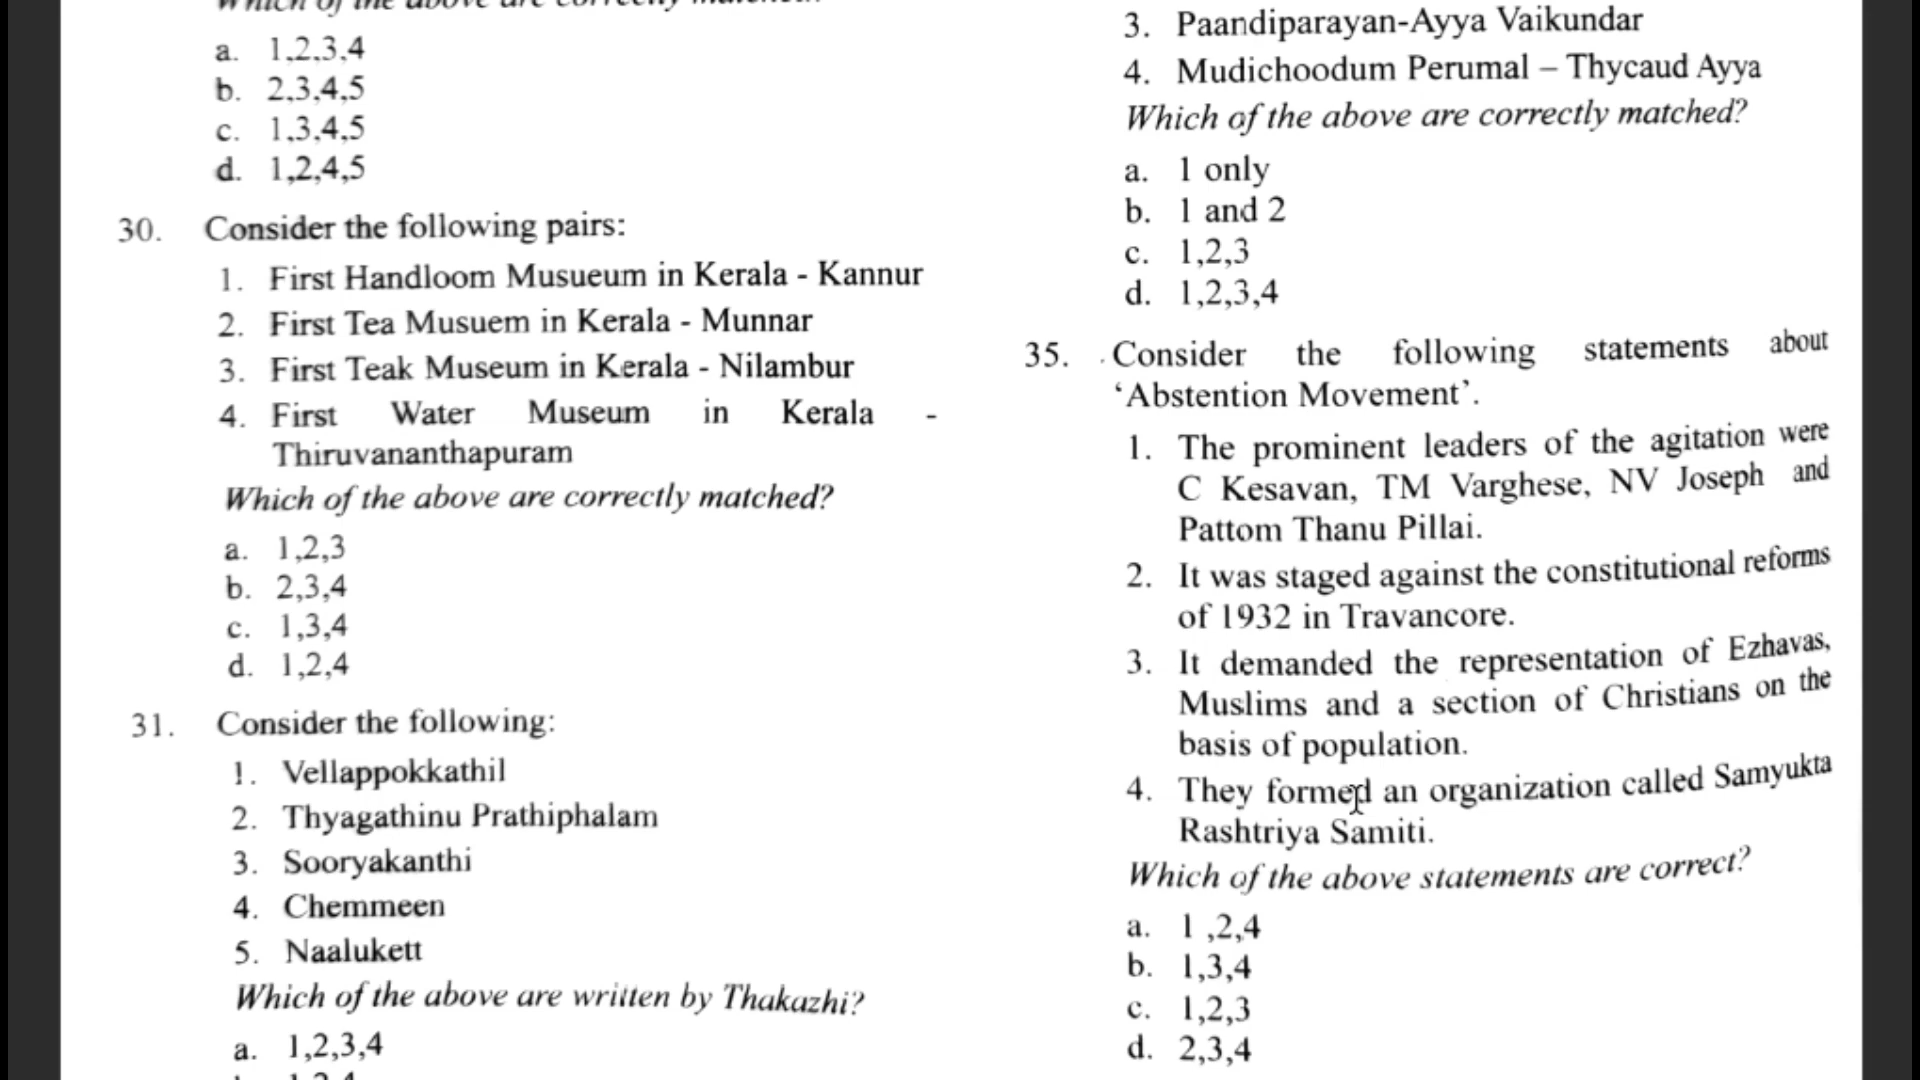 Which of the above are correctly matched?
a. 1,2,3,4
b. 2,3,4,5
c. 1,3,4,5
d. 1,2,4,5
30. Consider the following pairs:
1. First Handloom Musueum in Kerala - Kannur
2. First Tea Musuem in Kerala - Munnar
3. First Teak Museum in Kerala - Nilambur
4. First Water Museum in Kerala -
Thiruvananthapuram
Which of the above are correctly matched?
a. 1,2,3
b. 2,3,4
c. 1,3,4
d. 1,2,4
31. Consider the following:
1. Vellappokkathil
2. Thyagathinu Prathiphalam
3. Sooryakanthi
4. Chemmeen
5. Naalukett
Which of the above are written by Thakazhi?
a. 1,2,3,4
3. Paandiparayan-Ayya Vaikundar
4. Mudichoodum Perumal – Thycaud Ayya
Which of the above are correctly matched?
a. 1 only
b. 1 and 2
c. 1,2,3
d. 1,2,3,4
35. Consider the following statements about
‘Abstention Movement’.
1. The prominent leaders of the agitation were
C Kesavan, TM Varghese, NV Joseph and
Pattom Thanu Pillai.
2. It was staged against the constitutional reforms
of 1932 in Travancore.
3. It demanded the representation of Ezhavas,
Muslims and a section of Christians on the
basis of population.
4. They formed an organization called Samyukta
Rashtriya Samiti.
Which of the above statements are correct?
a. 1 ,2,4
b. 1,3,4
c. 1,2,3
d. 2,3,4